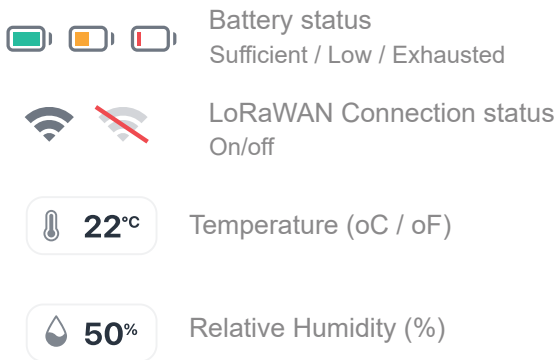 Battery status
Sufficient / Low / Exhausted
LoRaWAN Connection status
On/off
22°C Temperature (oC / oF)
50% Relative Humidity (%)